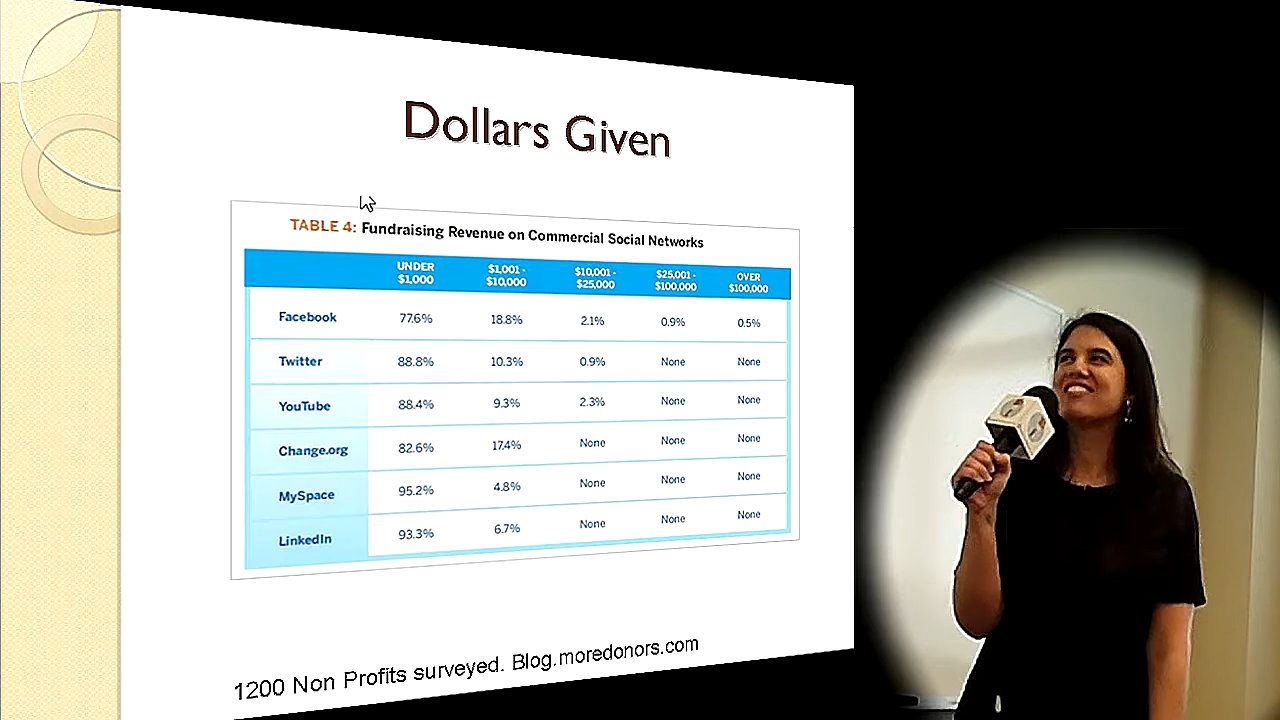 Dollars Given
TABLE 4: Fundraising Revenue on Commercial Social Networks
UNDER $1,000 $1,001 - $10,000 $10,001 - $25,000 $25,001 - $100,000 OVER $100,000
Facebook 77.6% 18.8% 2.1% 0.9% 0.5%
Twitter 88.8% 10.3% 0.9% None None
YouTube 88.4% 9.3% 2.3% None None
Change.org 82.6% 17.4% None None None
MySpace 95.2% 4.8% None None None
LinkedIn 93.3% 6.7% None None None
1200 Non Profits surveyed. Blog.moredonors.com